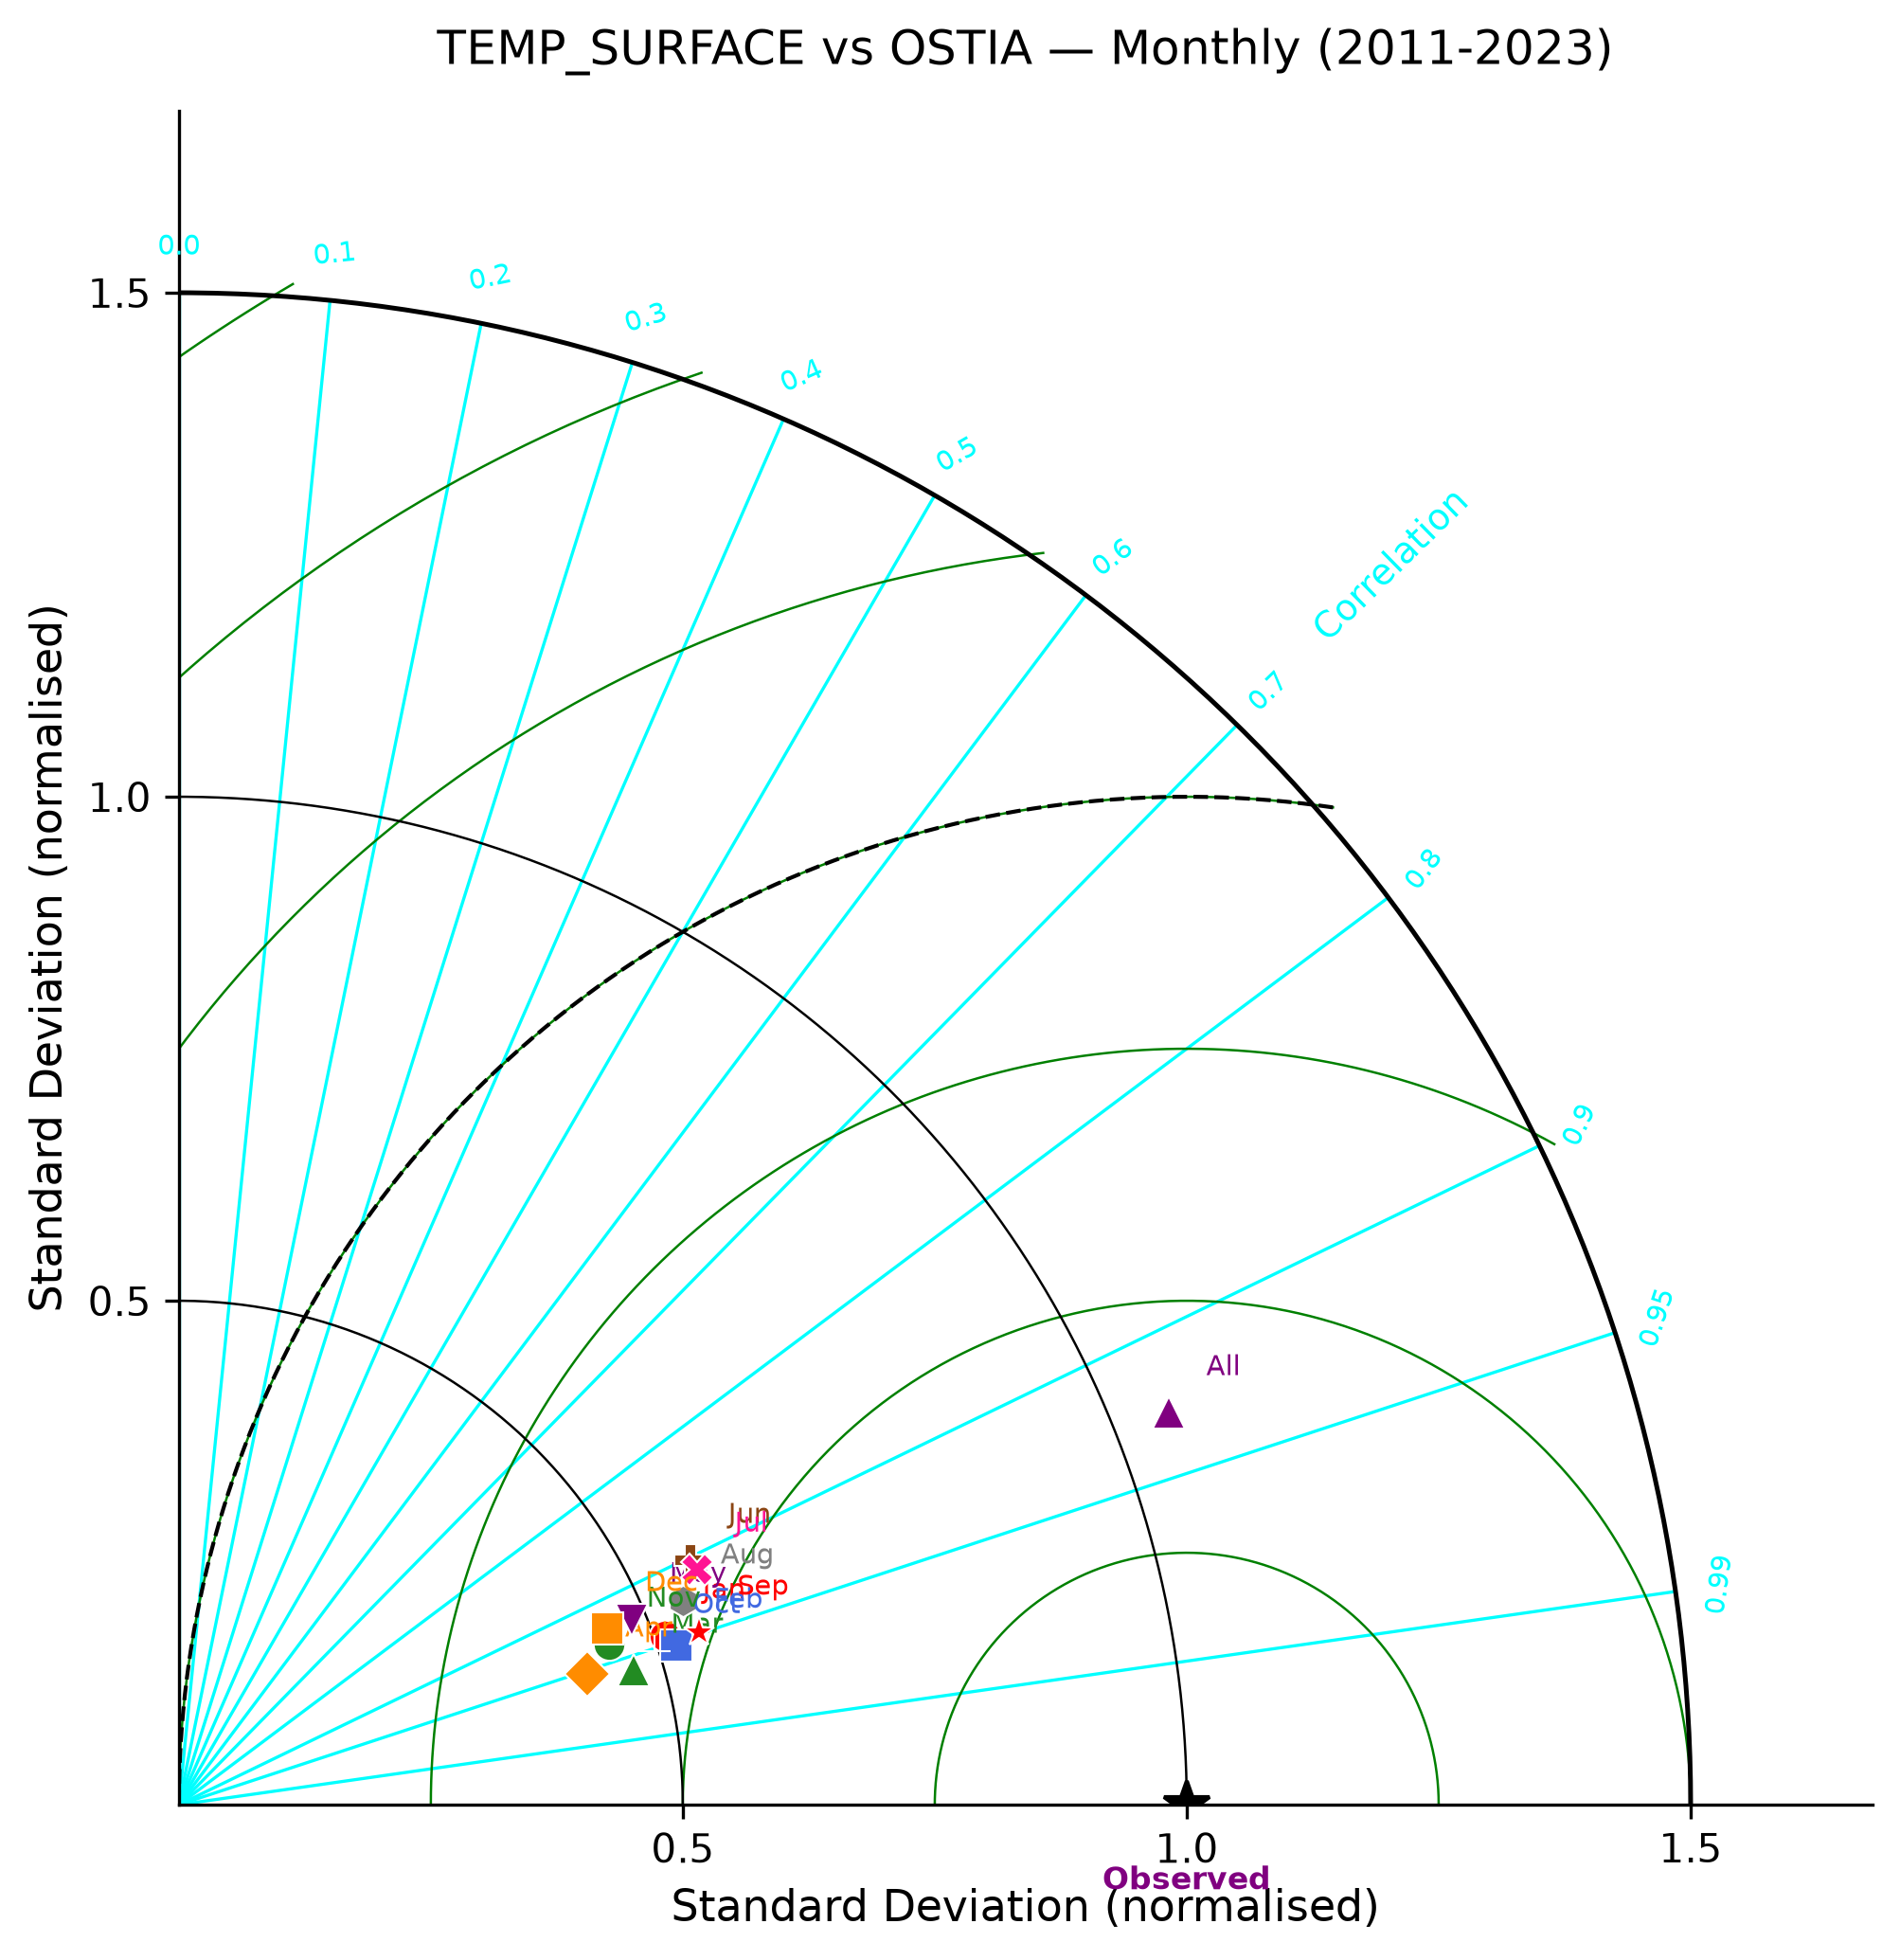 TEMP_SURFACE vs OSTIA — Monthly (2011-2023)
0.0
0.1
0.2
0.3
0.4
0.5
0.6
0.7
0.8
0.9
0.95
0.99
Correlation
1.5
1.0
0.5
Standard Deviation (normalised)
All
Jun
Aug
Dec
Sep
Nov
Oct
Apr
0.5
1.0
1.5
Observed
Standard Deviation (normalised)